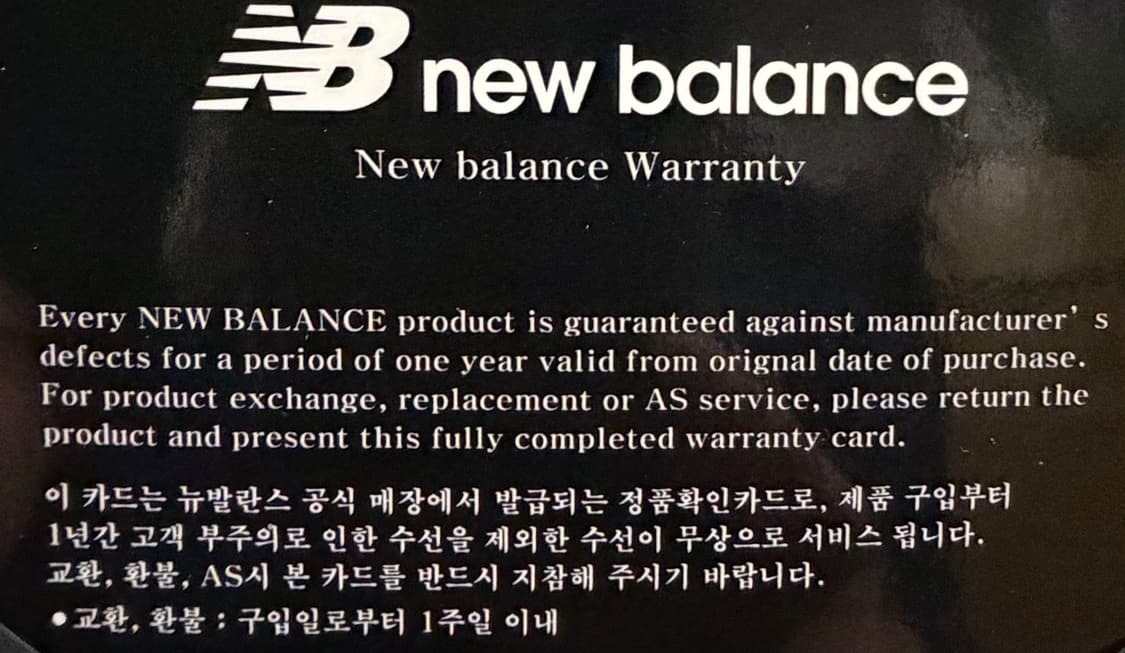 NB new balance
New balance Warranty
Every NEW BALANCE product is guaranteed against manufacturer's
defects for a period of one year valid from orignal date of purchase.
For product exchange, replacement or AS service, please return the
product and present this fully completed warranty card.
이 카드는 뉴발란스 공식 매장에서 발급되는 정품확인카드로, 제품 구입부터
1년간 고객 부주의로 인한 수선을 제외한 수선이 무상으로 서비스 됩니다.
교환, 환불, AS시 본 카드를 반드시 지참해 주시기 바랍니다.
●교환, 환불 : 구입일로부터 1주일 이내